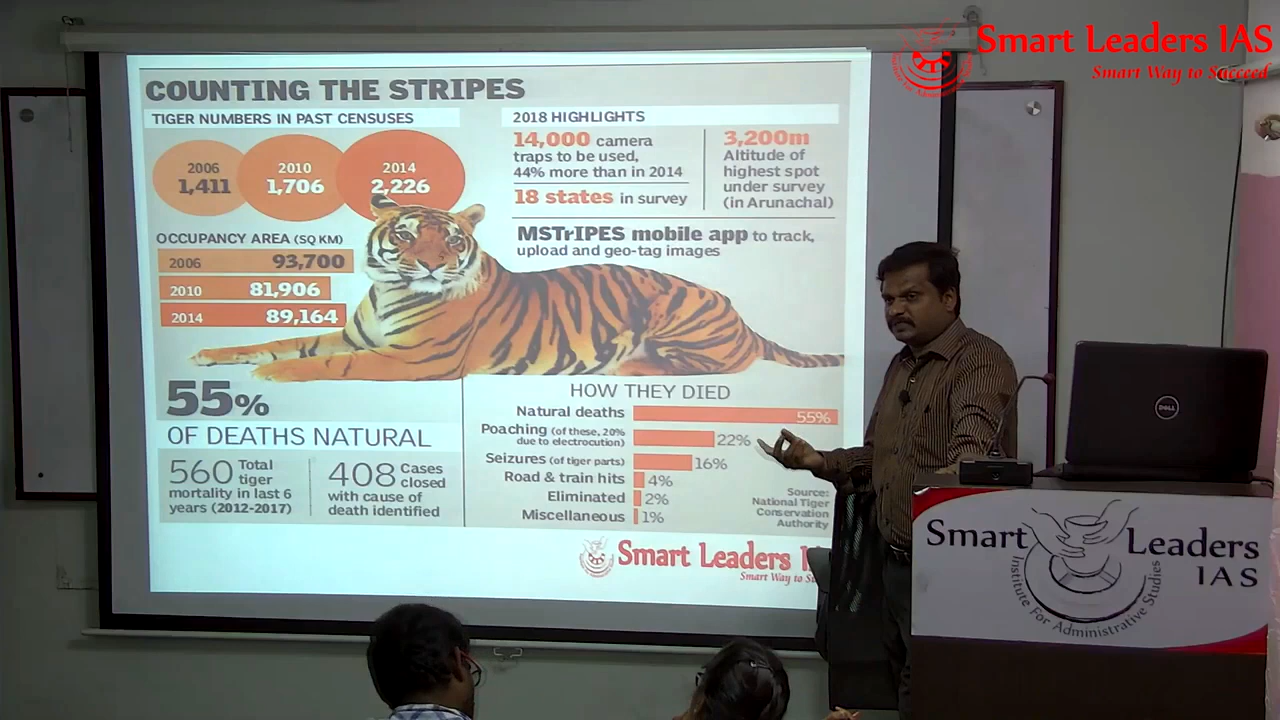 Smart Leaders IAS
Smart Way to Succeed
COUNTING THE STRIPES
TIGER NUMBERS IN PAST CENSUSES
2006
1,411
2010
1,706
2014
2,226
OCCUPANCY AREA (SQ KM)
2006 93,700
2010 81,906
2014 89,164
2018 HIGHLIGHTS
14,000 camera
traps to be used,
44% more than in 2014
18 states in survey
3,200m
Altitude of
highest spot
under survey
(in Arunachal)
MSTrIPES mobile app to track,
upload and geo-tag images
55%
OF DEATHS NATURAL
560 Total
tiger
mortality in last 6
years (2012-2017)
408 Cases
closed
with cause of
death identified
HOW THEY DIED
Natural deaths 55%
Poaching (of these, 20%
due to electrocution) 22%
Seizures (of tiger parts) 16%
Road & train hits 4%
Eliminated 2%
Miscellaneous 1%
Source:
National Tiger
Conservation
Authority
Smart Leaders I
Smart Way to
DELL
Smart Leaders
IAS
Institute For Administrative Studies